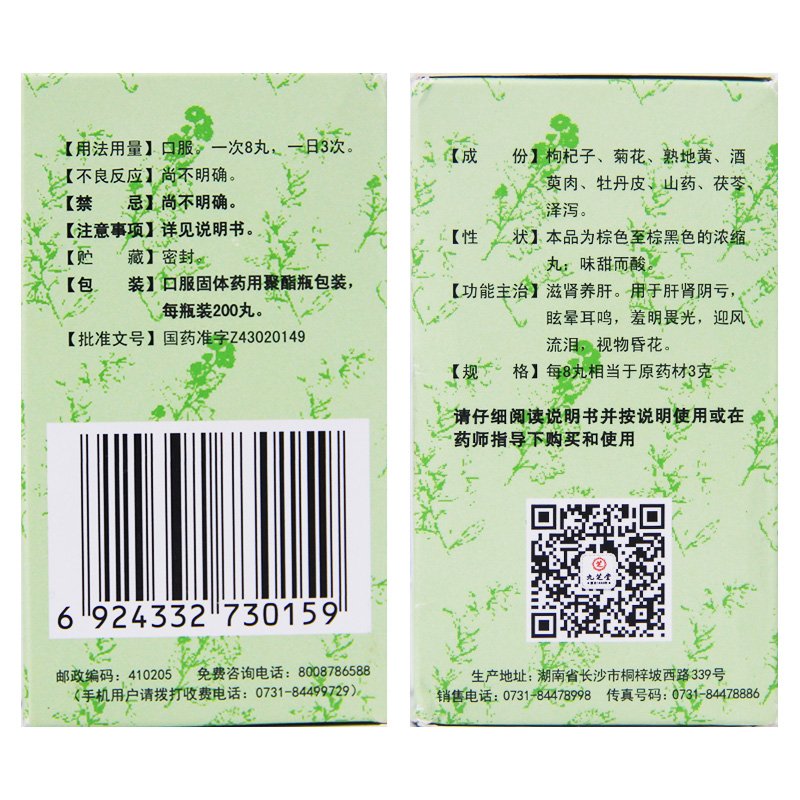 【用法用量】口服。一次8丸，一日3次。
【不良反应】尚不明确。
【禁　　忌】尚不明确。
【注意事项】详见说明书。
【贮　　藏】密封。
【包　　装】口服固体药用聚酯瓶包装，
每瓶装200丸。
【批准文号】国药准字Z43020149
6 924332 730159
邮政编码：410205　免费咨询电话：8008786588
（手机用户请拨打收费电话：0731-84499729）
【成　　份】枸杞子、菊花、熟地黄、酒
萸肉、牡丹皮、山药、茯苓、
泽泻。
【性　　状】本品为棕色至棕黑色的浓缩
丸；味甜而酸。
【功能主治】滋肾养肝。用于肝肾阴亏，
眩晕耳鸣，羞明畏光，迎风
流泪，视物昏花。
【规　　格】每8丸相当于原药材3克
请仔细阅读说明书并按说明使用或在
药师指导下购买和使用
九芝堂
生产地址：湖南省长沙市桐梓坡西路339号
销售电话：0731-84478998　传真号码：0731-84478886